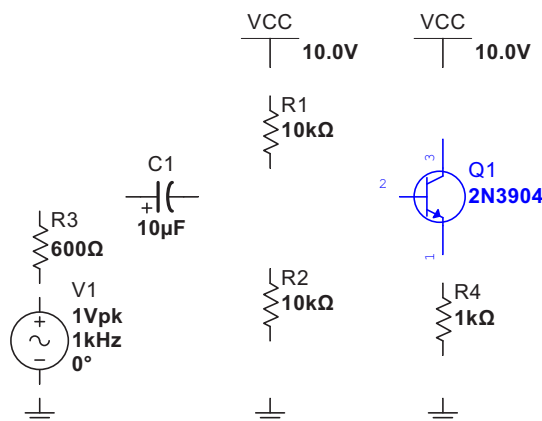 VCC
10.0V
VCC
10.0V
R1
10kΩ
C1
+
10µF
3
2
Q1
2N3904
1
R3
600Ω
V1
1Vpk
1kHz
0°
R2
10kΩ
R4
1kΩ